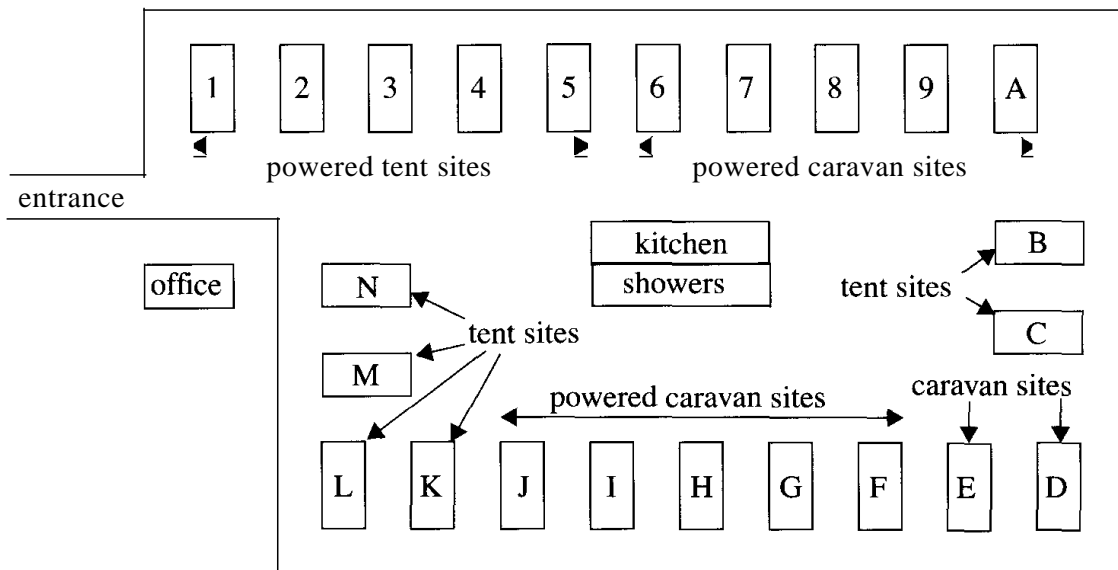 1 2 3 4 5 6 7 8 9 A
powered tent sites powered caravan sites
entrance
kitchen B
office N showers tent sites
tent sites C
M
powered caravan sites caravan sites
L K J I H G F E D